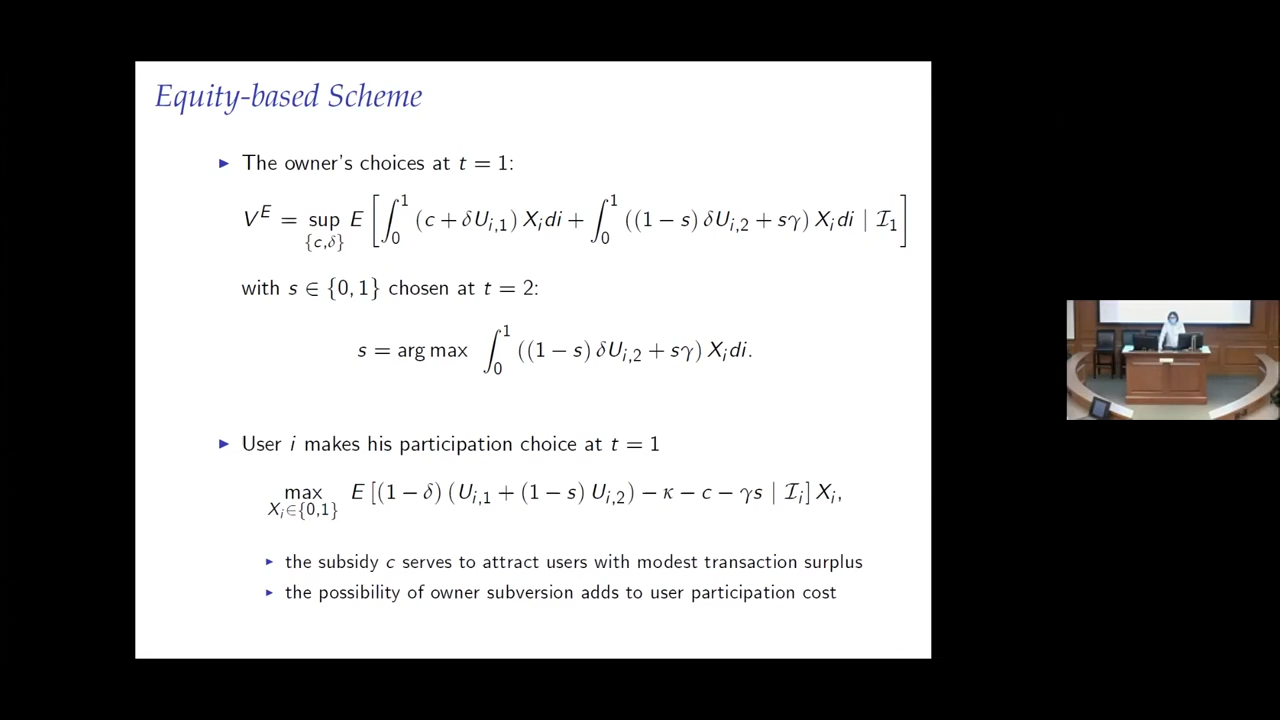 Equity-based Scheme
▶ The owner's choices at t = 1:
V^E = sup_{{c,δ}} E [ ∫_0^1 (c + δU_{i,1}) X_i di + ∫_0^1 ((1 − s) δU_{i,2} + sγ) X_i di | ℐ_1 ]
with s ∈ {0, 1} chosen at t = 2:
s = arg max ∫_0^1 ((1 − s) δU_{i,2} + sγ) X_i di.
▶ User i makes his participation choice at t = 1
max_{X_i∈{0,1}} E [(1 − δ) (U_{i,1} + (1 − s) U_{i,2}) − κ − c − γs | ℐ_i] X_i,
▶ the subsidy c serves to attract users with modest transaction surplus
▶ the possibility of owner subversion adds to user participation cost